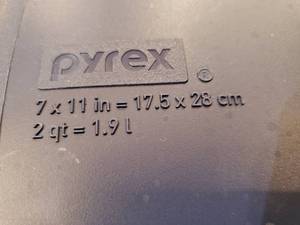 pyrex ®
7 x 11 in = 17.5 x 28 cm
2 qt = 1.9 l